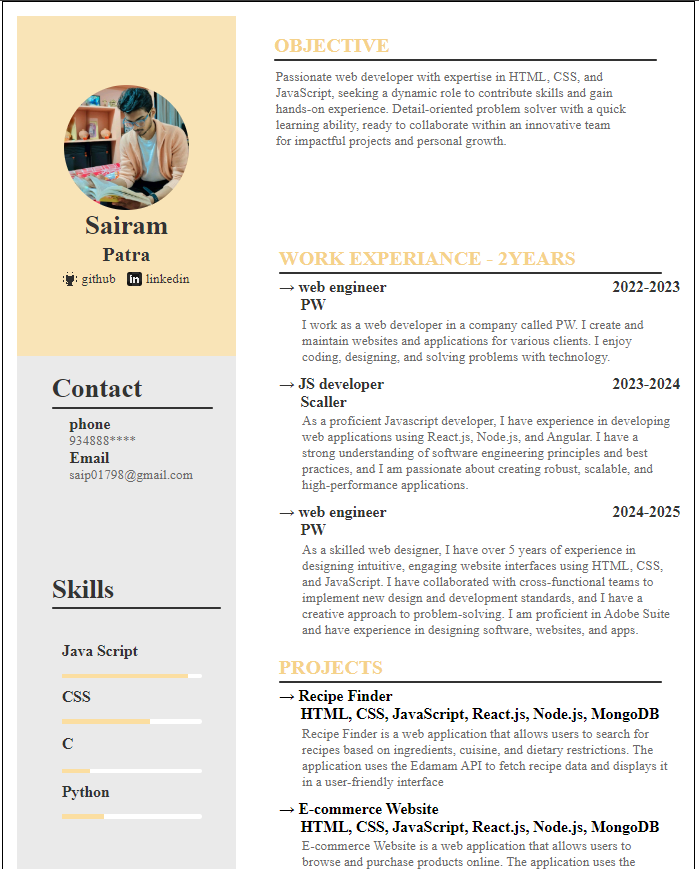 Sairam
Patra
github linkedin
Contact
phone
934888****
Email
saip01798@gmail.com
Skills
Java Script
CSS
C
Python
OBJECTIVE
Passionate web developer with expertise in HTML, CSS, and
JavaScript, seeking a dynamic role to contribute skills and gain
hands-on experience. Detail-oriented problem solver with a quick
learning ability, ready to collaborate within an innovative team
for impactful projects and personal growth.
WORK EXPERIANCE - 2YEARS
→ web engineer 2022-2023
PW
I work as a web developer in a company called PW. I create and
maintain websites and applications for various clients. I enjoy
coding, designing, and solving problems with technology.
→ JS developer 2023-2024
Scaller
As a proficient Javascript developer, I have experience in developing
web applications using React.js, Node.js, and Angular. I have a
strong understanding of software engineering principles and best
practices, and I am passionate about creating robust, scalable, and
high-performance applications.
→ web engineer 2024-2025
PW
As a skilled web designer, I have over 5 years of experience in
designing intuitive, engaging website interfaces using HTML, CSS,
and JavaScript. I have collaborated with cross-functional teams to
implement new design and development standards, and I have a
creative approach to problem-solving. I am proficient in Adobe Suite
and have experience in designing software, websites, and apps.
PROJECTS
→ Recipe Finder
HTML, CSS, JavaScript, React.js, Node.js, MongoDB
Recipe Finder is a web application that allows users to search for
recipes based on ingredients, cuisine, and dietary restrictions. The
application uses the Edamam API to fetch recipe data and displays it
in a user-friendly interface
→ E-commerce Website
HTML, CSS, JavaScript, React.js, Node.js, MongoDB
E-commerce Website is a web application that allows users to
browse and purchase products online. The application uses the